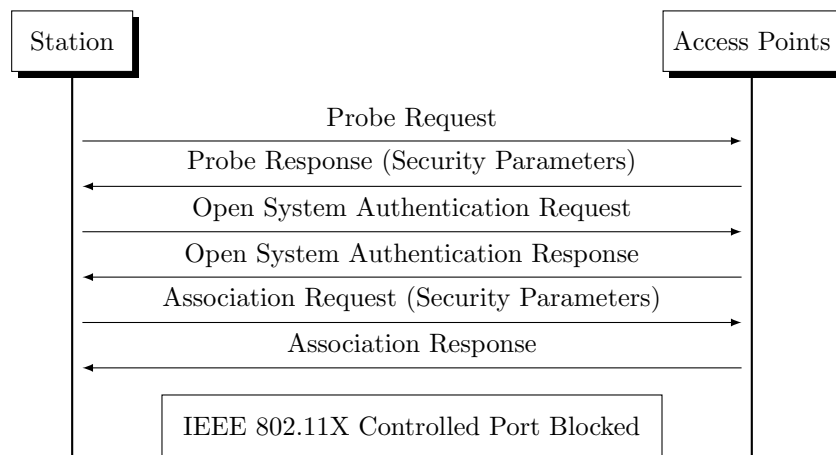 Station
Access Points
Probe Request
Probe Response (Security Parameters)
Open System Authentication Request
Open System Authentication Response
Association Request (Security Parameters)
Association Response
IEEE 802.11X Controlled Port Blocked